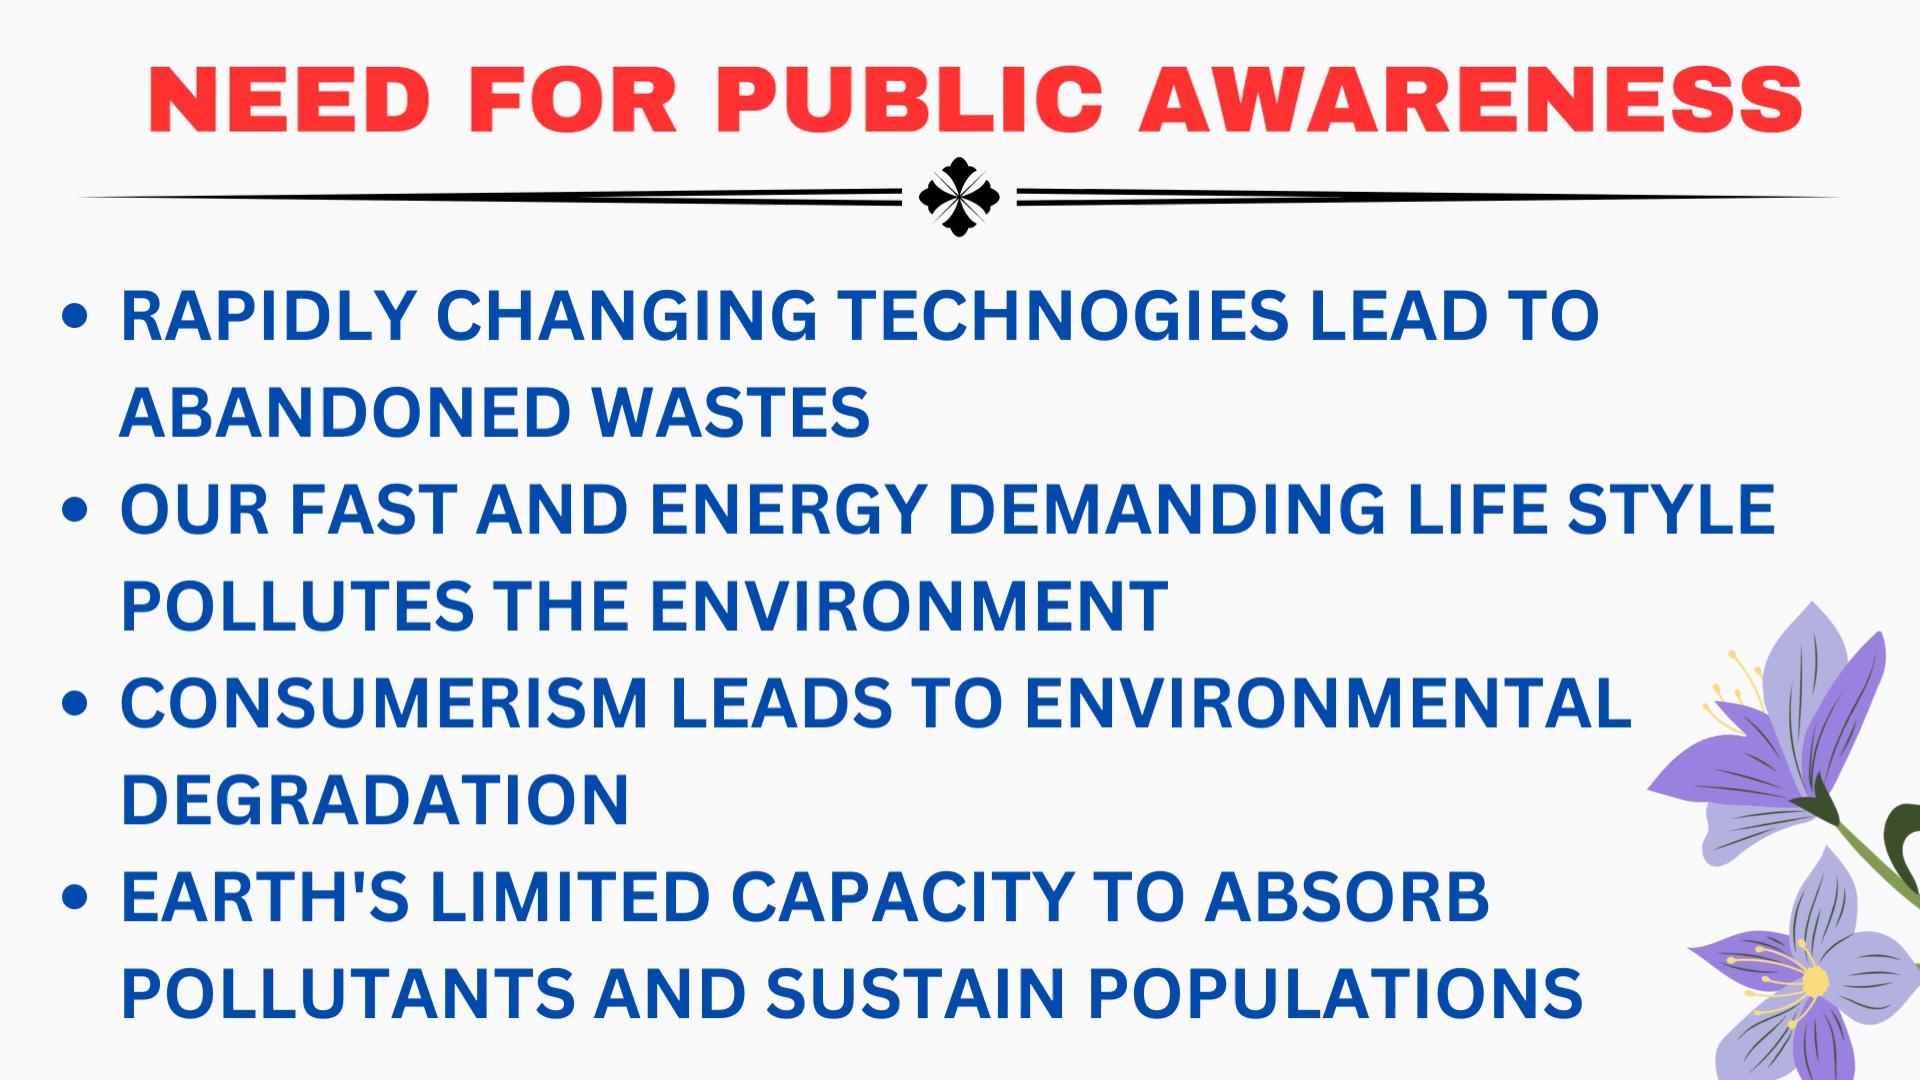 NEED FOR PUBLIC AWARENESS
• RAPIDLY CHANGING TECHNOGIES LEAD TO
ABANDONED WASTES
• OUR FAST AND ENERGY DEMANDING LIFE STYLE
POLLUTES THE ENVIRONMENT
• CONSUMERISM LEADS TO ENVIRONMENTAL
DEGRADATION
• EARTH'S LIMITED CAPACITY TO ABSORB
POLLUTANTS AND SUSTAIN POPULATIONS